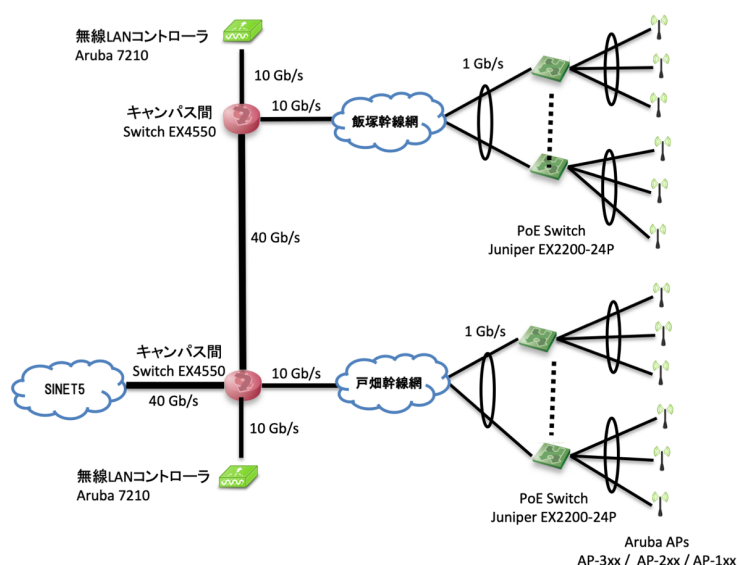 無線LANコントローラ
Aruba 7210
10 Gb/s
キャンパス間
Switch EX4550
10 Gb/s
飯塚幹線網
1 Gb/s
PoE Switch
Juniper EX2200-24P
40 Gb/s
キャンパス間
Switch EX4550
SINET5
40 Gb/s
10 Gb/s
戸畑幹線網
1 Gb/s
10 Gb/s
無線LANコントローラ
Aruba 7210
PoE Switch
Juniper EX2200-24P
Aruba APs
AP-3xx / AP-2xx / AP-1xx